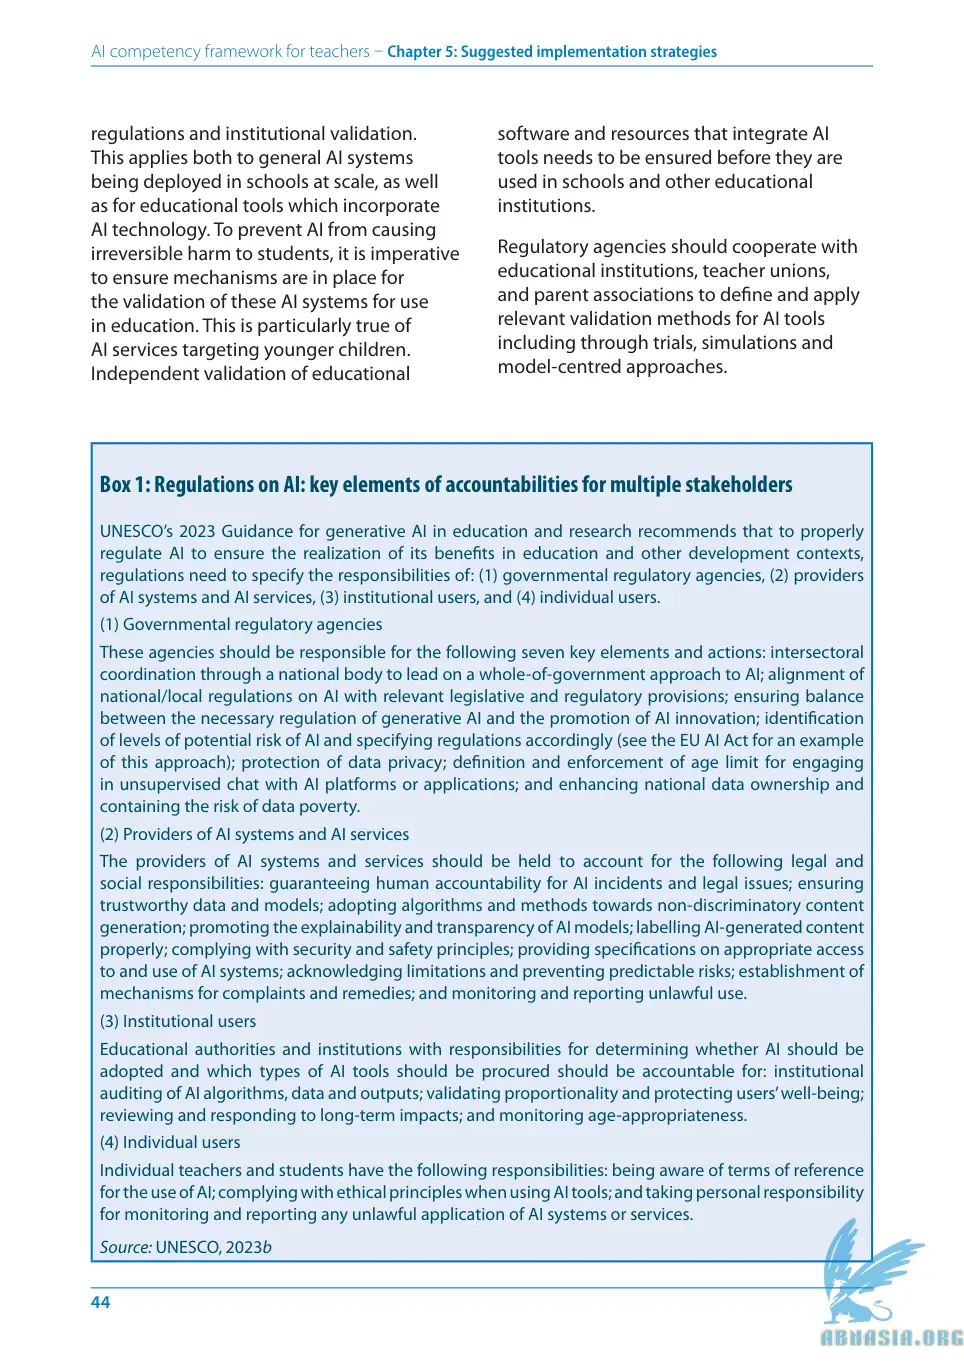 AI competency framework for teachers – Chapter 5: Suggested implementation strategies
regulations and institutional validation.
This applies both to general AI systems
being deployed in schools at scale, as well
as for educational tools which incorporate
AI technology. To prevent AI from causing
irreversible harm to students, it is imperative
to ensure mechanisms are in place for
the validation of these AI systems for use
in education. This is particularly true of
AI services targeting younger children.
Independent validation of educational
software and resources that integrate AI
tools needs to be ensured before they are
used in schools and other educational
institutions.
Regulatory agencies should cooperate with
educational institutions, teacher unions,
and parent associations to define and apply
relevant validation methods for AI tools
including through trials, simulations and
model-centred approaches.
Box 1: Regulations on AI: key elements of accountabilities for multiple stakeholders
UNESCO’s 2023 Guidance for generative AI in education and research recommends that to properly
regulate AI to ensure the realization of its benefits in education and other development contexts,
regulations need to specify the responsibilities of: (1) governmental regulatory agencies, (2) providers
of AI systems and AI services, (3) institutional users, and (4) individual users.
(1) Governmental regulatory agencies
These agencies should be responsible for the following seven key elements and actions: intersectoral
coordination through a national body to lead on a whole-of-government approach to AI; alignment of
national/local regulations on AI with relevant legislative and regulatory provisions; ensuring balance
between the necessary regulation of generative AI and the promotion of AI innovation; identification
of levels of potential risk of AI and specifying regulations accordingly (see the EU AI Act for an example
of this approach); protection of data privacy; definition and enforcement of age limit for engaging
in unsupervised chat with AI platforms or applications; and enhancing national data ownership and
containing the risk of data poverty.
(2) Providers of AI systems and AI services
The providers of AI systems and services should be held to account for the following legal and
social responsibilities: guaranteeing human accountability for AI incidents and legal issues; ensuring
trustworthy data and models; adopting algorithms and methods towards non-discriminatory content
generation; promoting the explainability and transparency of AI models; labelling AI-generated content
properly; complying with security and safety principles; providing specifications on appropriate access
to and use of AI systems; acknowledging limitations and preventing predictable risks; establishment of
mechanisms for complaints and remedies; and monitoring and reporting unlawful use.
(3) Institutional users
Educational authorities and institutions with responsibilities for determining whether AI should be
adopted and which types of AI tools should be procured should be accountable for: institutional
auditing of AI algorithms, data and outputs; validating proportionality and protecting users’ well-being;
reviewing and responding to long-term impacts; and monitoring age-appropriateness.
(4) Individual users
Individual teachers and students have the following responsibilities: being aware of terms of reference
for the use of AI; complying with ethical principles when using AI tools; and taking personal responsibility
for monitoring and reporting any unlawful application of AI systems or services.
Source: UNESCO, 2023b
44
ABNASIA.ORG